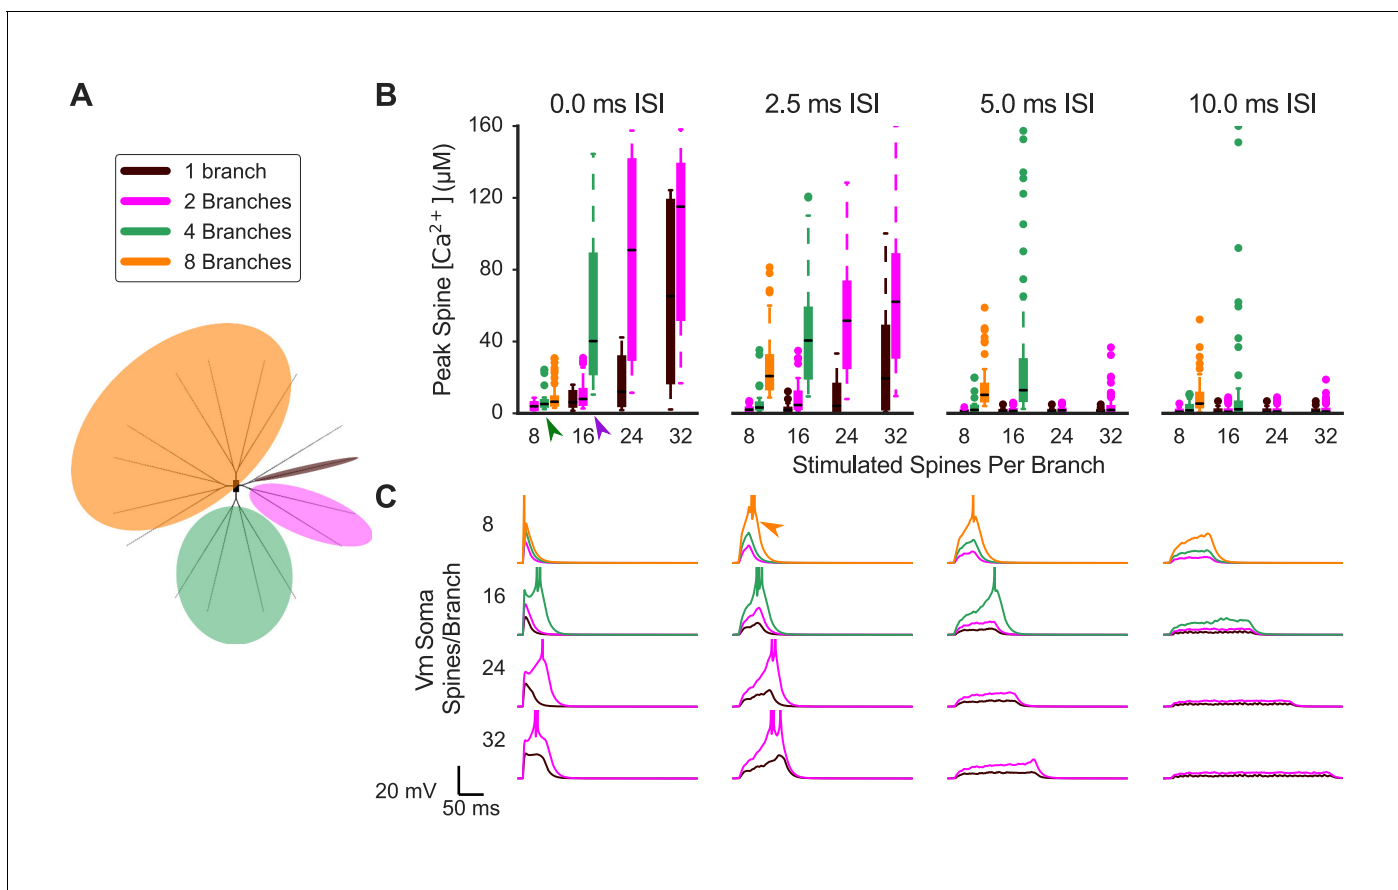 A
1 branch
2 Branches
4 Branches
8 Branches
B
0.0 ms ISI
2.5 ms ISI
5.0 ms ISI
10.0 ms ISI
Peak Spine [Ca²⁺] (μM)
160
120
80
40
0
8 16 24 32
8 16 24 32
8 16 24 32
8 16 24 32
Stimulated Spines Per Branch
C
Vm Soma
Spines/Branch
8
16
24
32
20 mV
50 ms